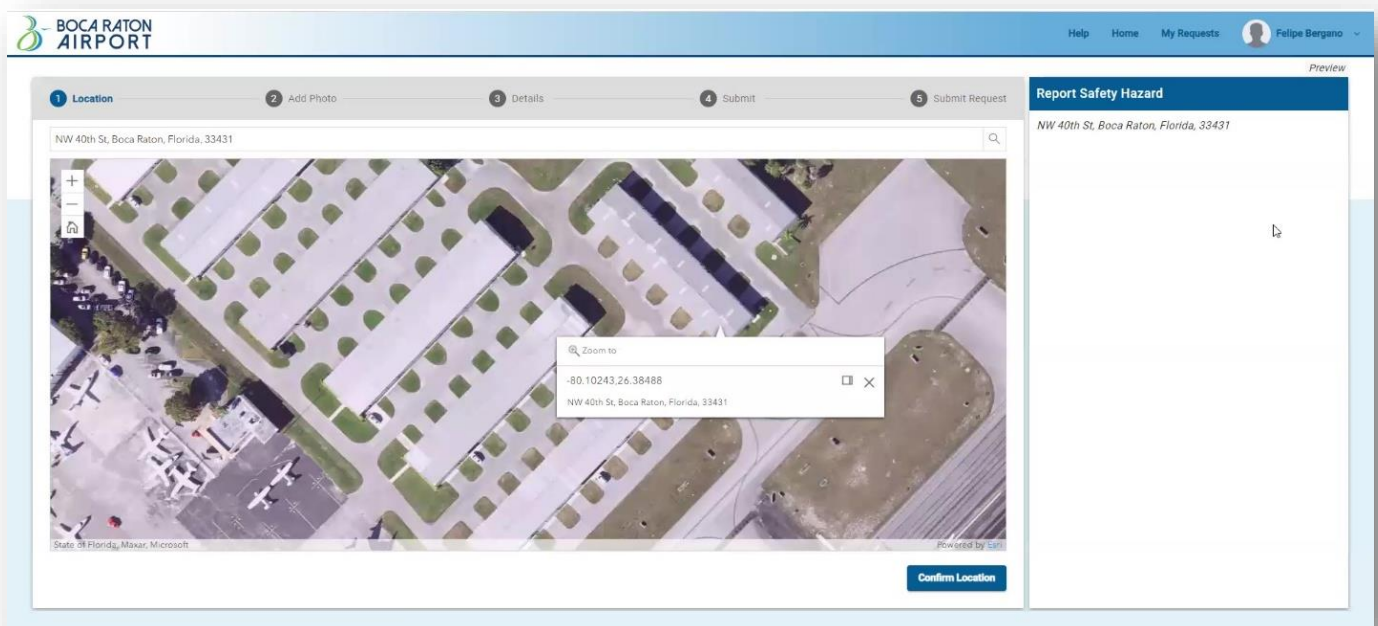 BOCA RATON
AIRPORT
Help Home My Requests Felipe Bergano
Preview
1 Location 2 Add Photo 3 Details 4 Submit 5 Submit Request
Report Safety Hazard
NW 40th St, Boca Raton, Florida, 33431
NW 40th St, Boca Raton, Florida, 33431
+
−
Zoom to
-80.10243,26.38488
NW 40th St, Boca Raton, Florida, 33431
State of Florida, Maxar, Microsoft
Powered by Esri
Confirm Location